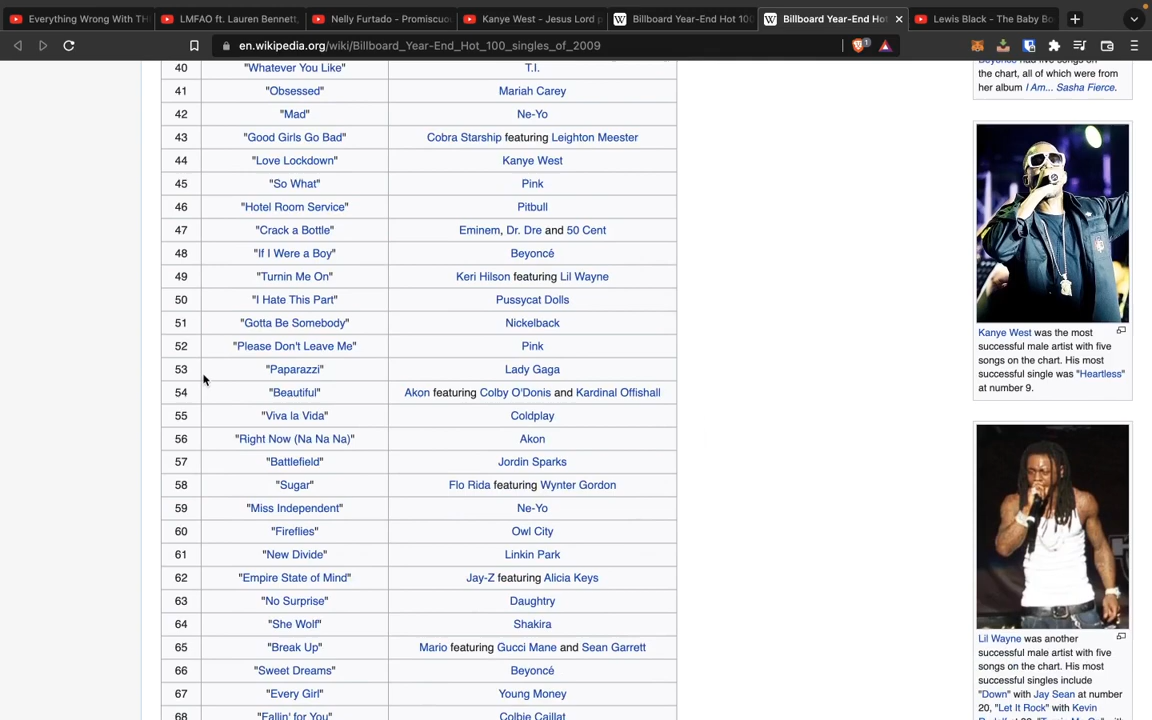 Everything Wrong With TH
LMFAO ft. Lauren Bennett,
Nelly Furtado - Promiscuo
Kanye West - Jesus Lord p
Billboard Year-End Hot 100
Billboard Year-End Hot
Lewis Black - The Baby Bo
en.wikipedia.org/wiki/Billboard_Year-End_Hot_100_singles_of_2009
1
40 "Whatever You Like" T.I.
41 "Obsessed" Mariah Carey
42 "Mad" Ne-Yo
43 "Good Girls Go Bad" Cobra Starship featuring Leighton Meester
44 "Love Lockdown" Kanye West
45 "So What" Pink
46 "Hotel Room Service" Pitbull
47 "Crack a Bottle" Eminem, Dr. Dre and 50 Cent
48 "If I Were a Boy" Beyoncé
49 "Turnin Me On" Keri Hilson featuring Lil Wayne
50 "I Hate This Part" Pussycat Dolls
51 "Gotta Be Somebody" Nickelback
52 "Please Don't Leave Me" Pink
53 "Paparazzi" Lady Gaga
54 "Beautiful" Akon featuring Colby O'Donis and Kardinal Offishall
55 "Viva la Vida" Coldplay
56 "Right Now (Na Na Na)" Akon
57 "Battlefield" Jordin Sparks
58 "Sugar" Flo Rida featuring Wynter Gordon
59 "Miss Independent" Ne-Yo
60 "Fireflies" Owl City
61 "New Divide" Linkin Park
62 "Empire State of Mind" Jay-Z featuring Alicia Keys
63 "No Surprise" Daughtry
64 "She Wolf" Shakira
65 "Break Up" Mario featuring Gucci Mane and Sean Garrett
66 "Sweet Dreams" Beyoncé
67 "Every Girl" Young Money
68 "Fallin' for You" Colbie Caillat
Beyoncé had five songs on
the chart, all of which were from
her album I Am... Sasha Fierce.
Kanye West was the most
successful male artist with five
songs on the chart. His most
successful single was "Heartless"
at number 9.
Lil Wayne was another
successful male artist with five
songs on the chart. His most
successful singles include
"Down" with Jay Sean at number
20, "Let It Rock" with Kevin